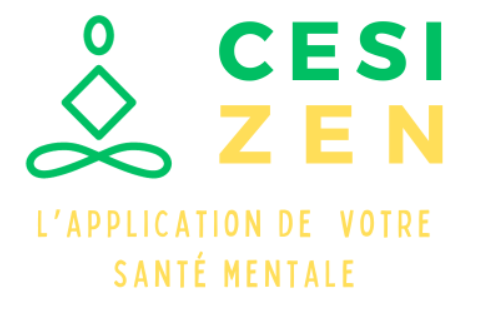 CESI
ZEN
L'APPLICATION DE VOTRE
SANTÉ MENTALE